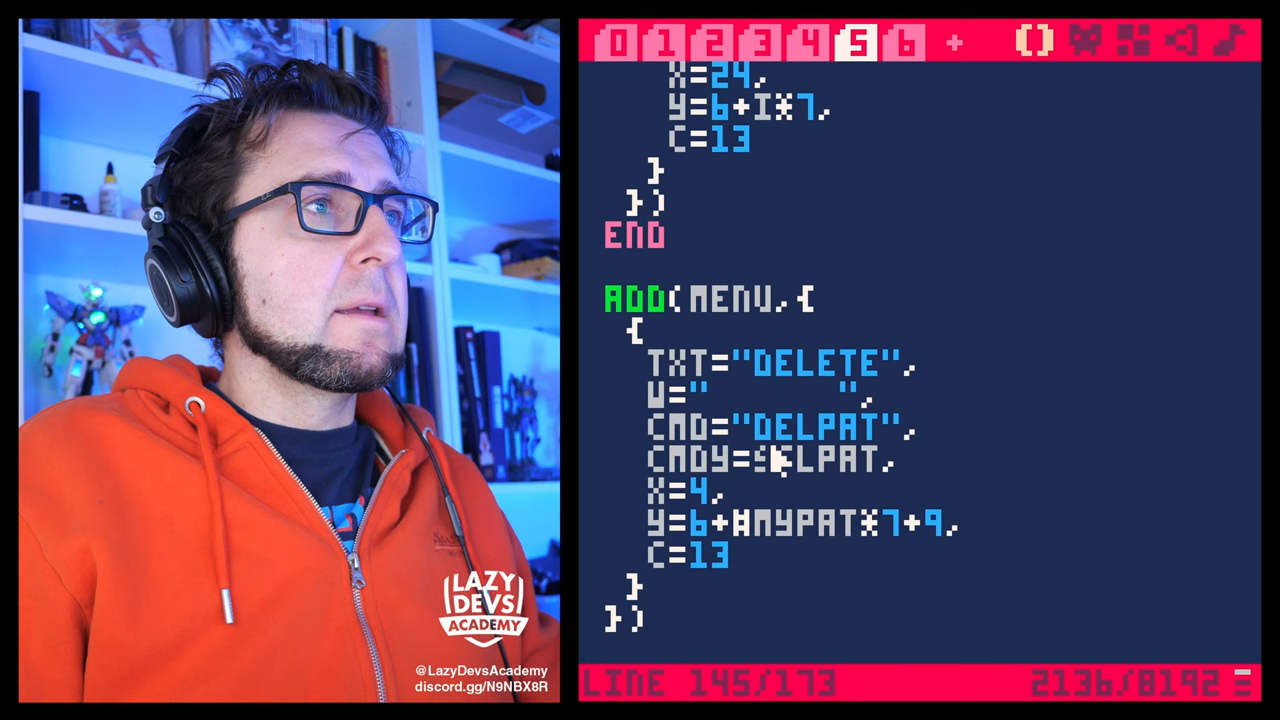 0 1 2 3 4 5 6 + ()
X=24,
Y=6+I*7,
C=13
}
})
END
ADD(MENU,{
{
TXT="DELETE",
W="      ",
CMD="DELPAT",
CMDY=SELPAT,
X=4,
Y=6+#MYPAT*7+9,
C=13
}
})
LINE 145/173 2136/8192
LAZY
DEVS
ACADEMY
@LazyDevsAcademy
discord.gg/N9NBX8R